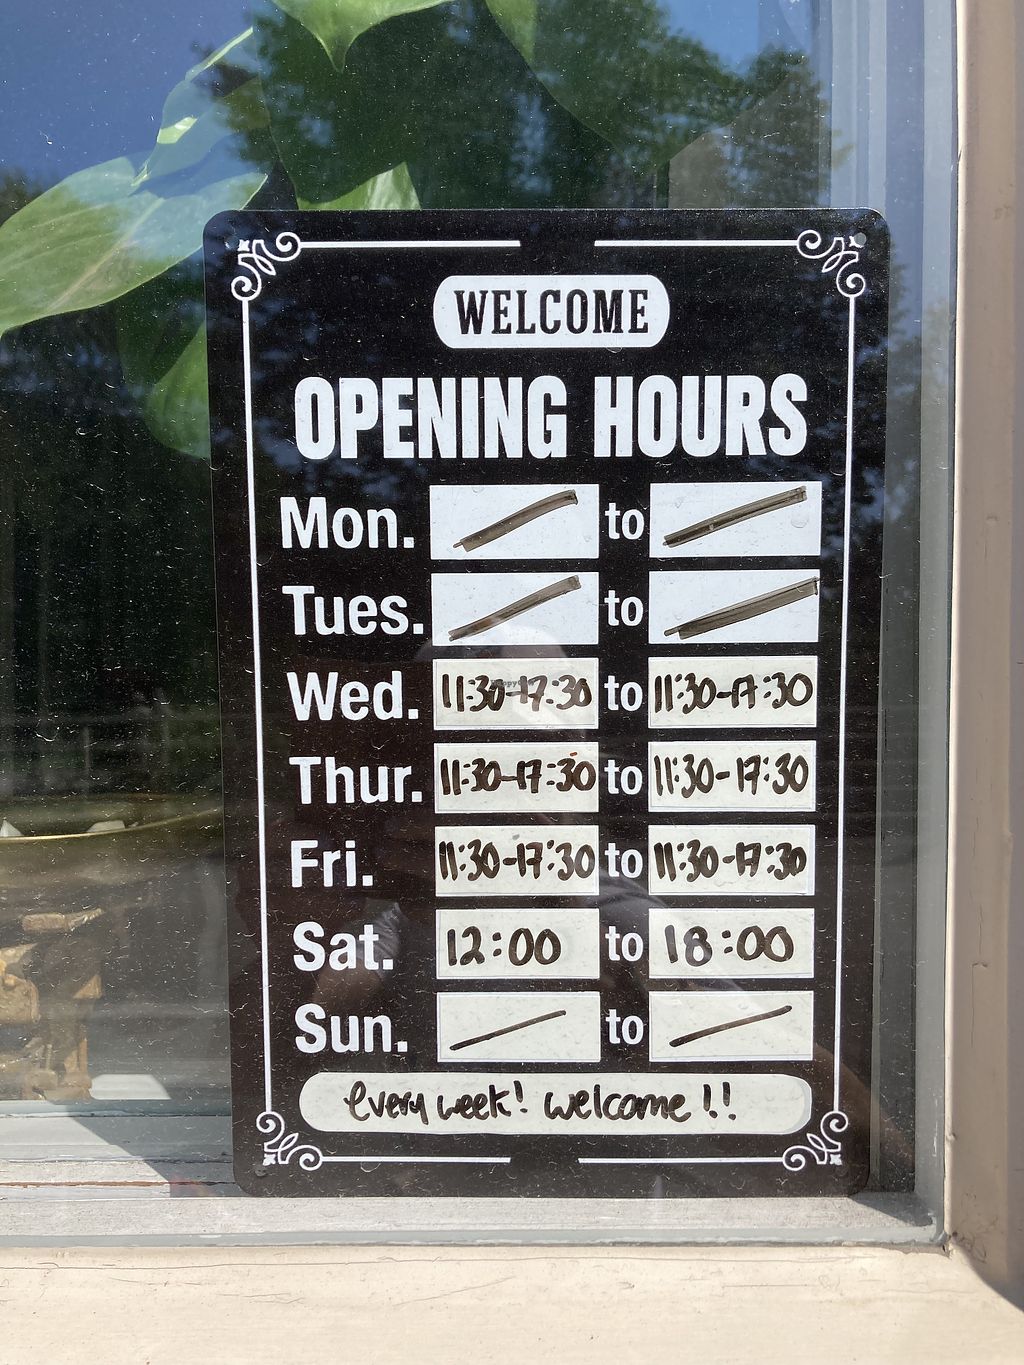 WELCOME
OPENING HOURS
Mon. to
Tues. to
Wed. 11:30-17:30 to 11:30-17:30
Thur. 11:30-17:30 to 11:30-17:30
Fri. 11:30-17:30 to 11:30-17:30
Sat. 12:00 to 18:00
Sun. to
every week! welcome!!